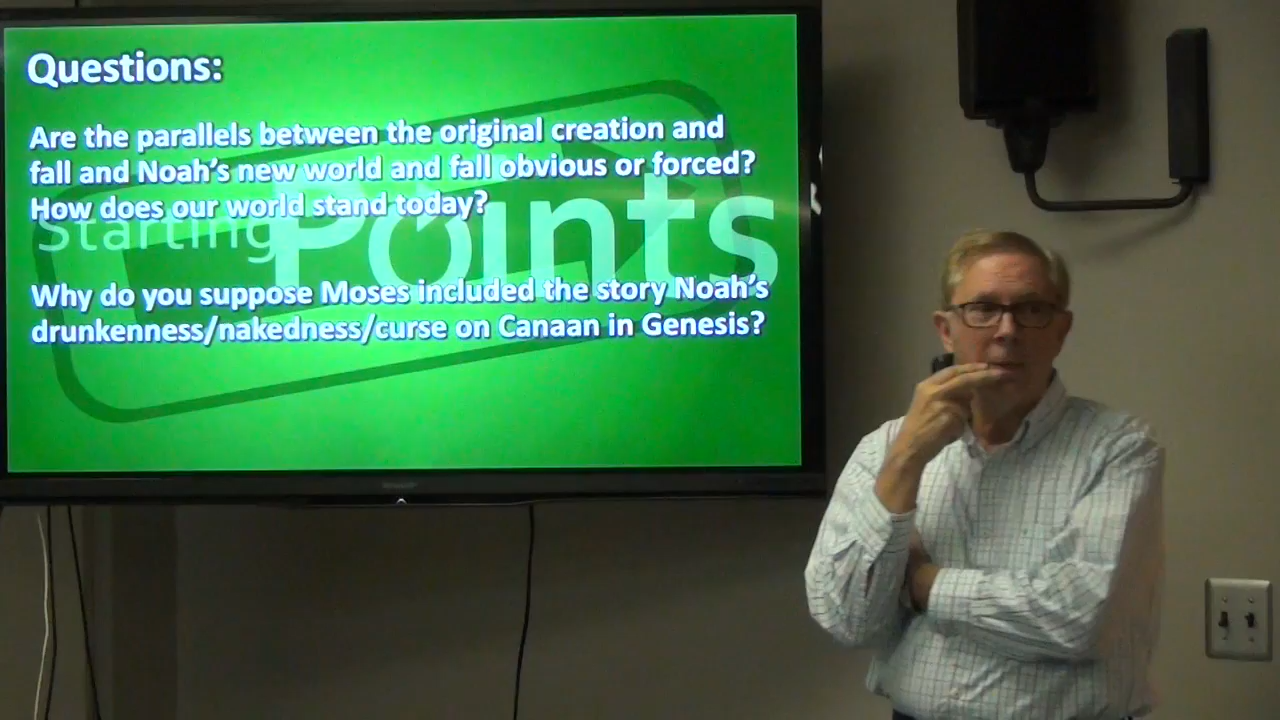 Questions:
Are the parallels between the original creation and
fall and Noah's new world and fall obvious or forced?
How does our world stand today?
Starting Points
Why do you suppose Moses included the story Noah's
drunkenness/nakedness/curse on Canaan in Genesis?